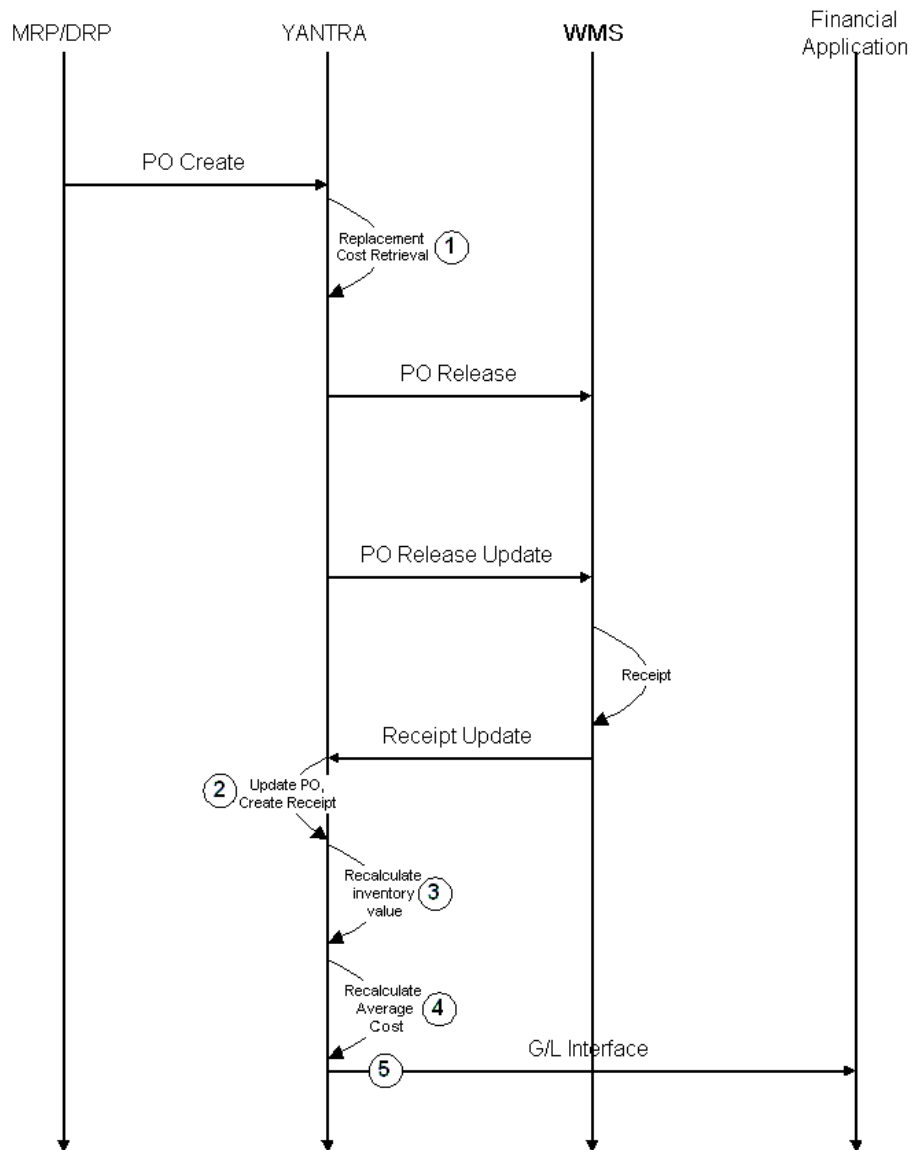 MRP/DRP
YANTRA
WMS
Financial
Application
PO Create
Replacement
Cost Retrieval
1
PO Release
PO Release Update
Receipt
Receipt Update
2
Update PO,
Create Receipt
Recalculate
inventory
value
3
Recalculate
Average
Cost
4
G/L Interface
5